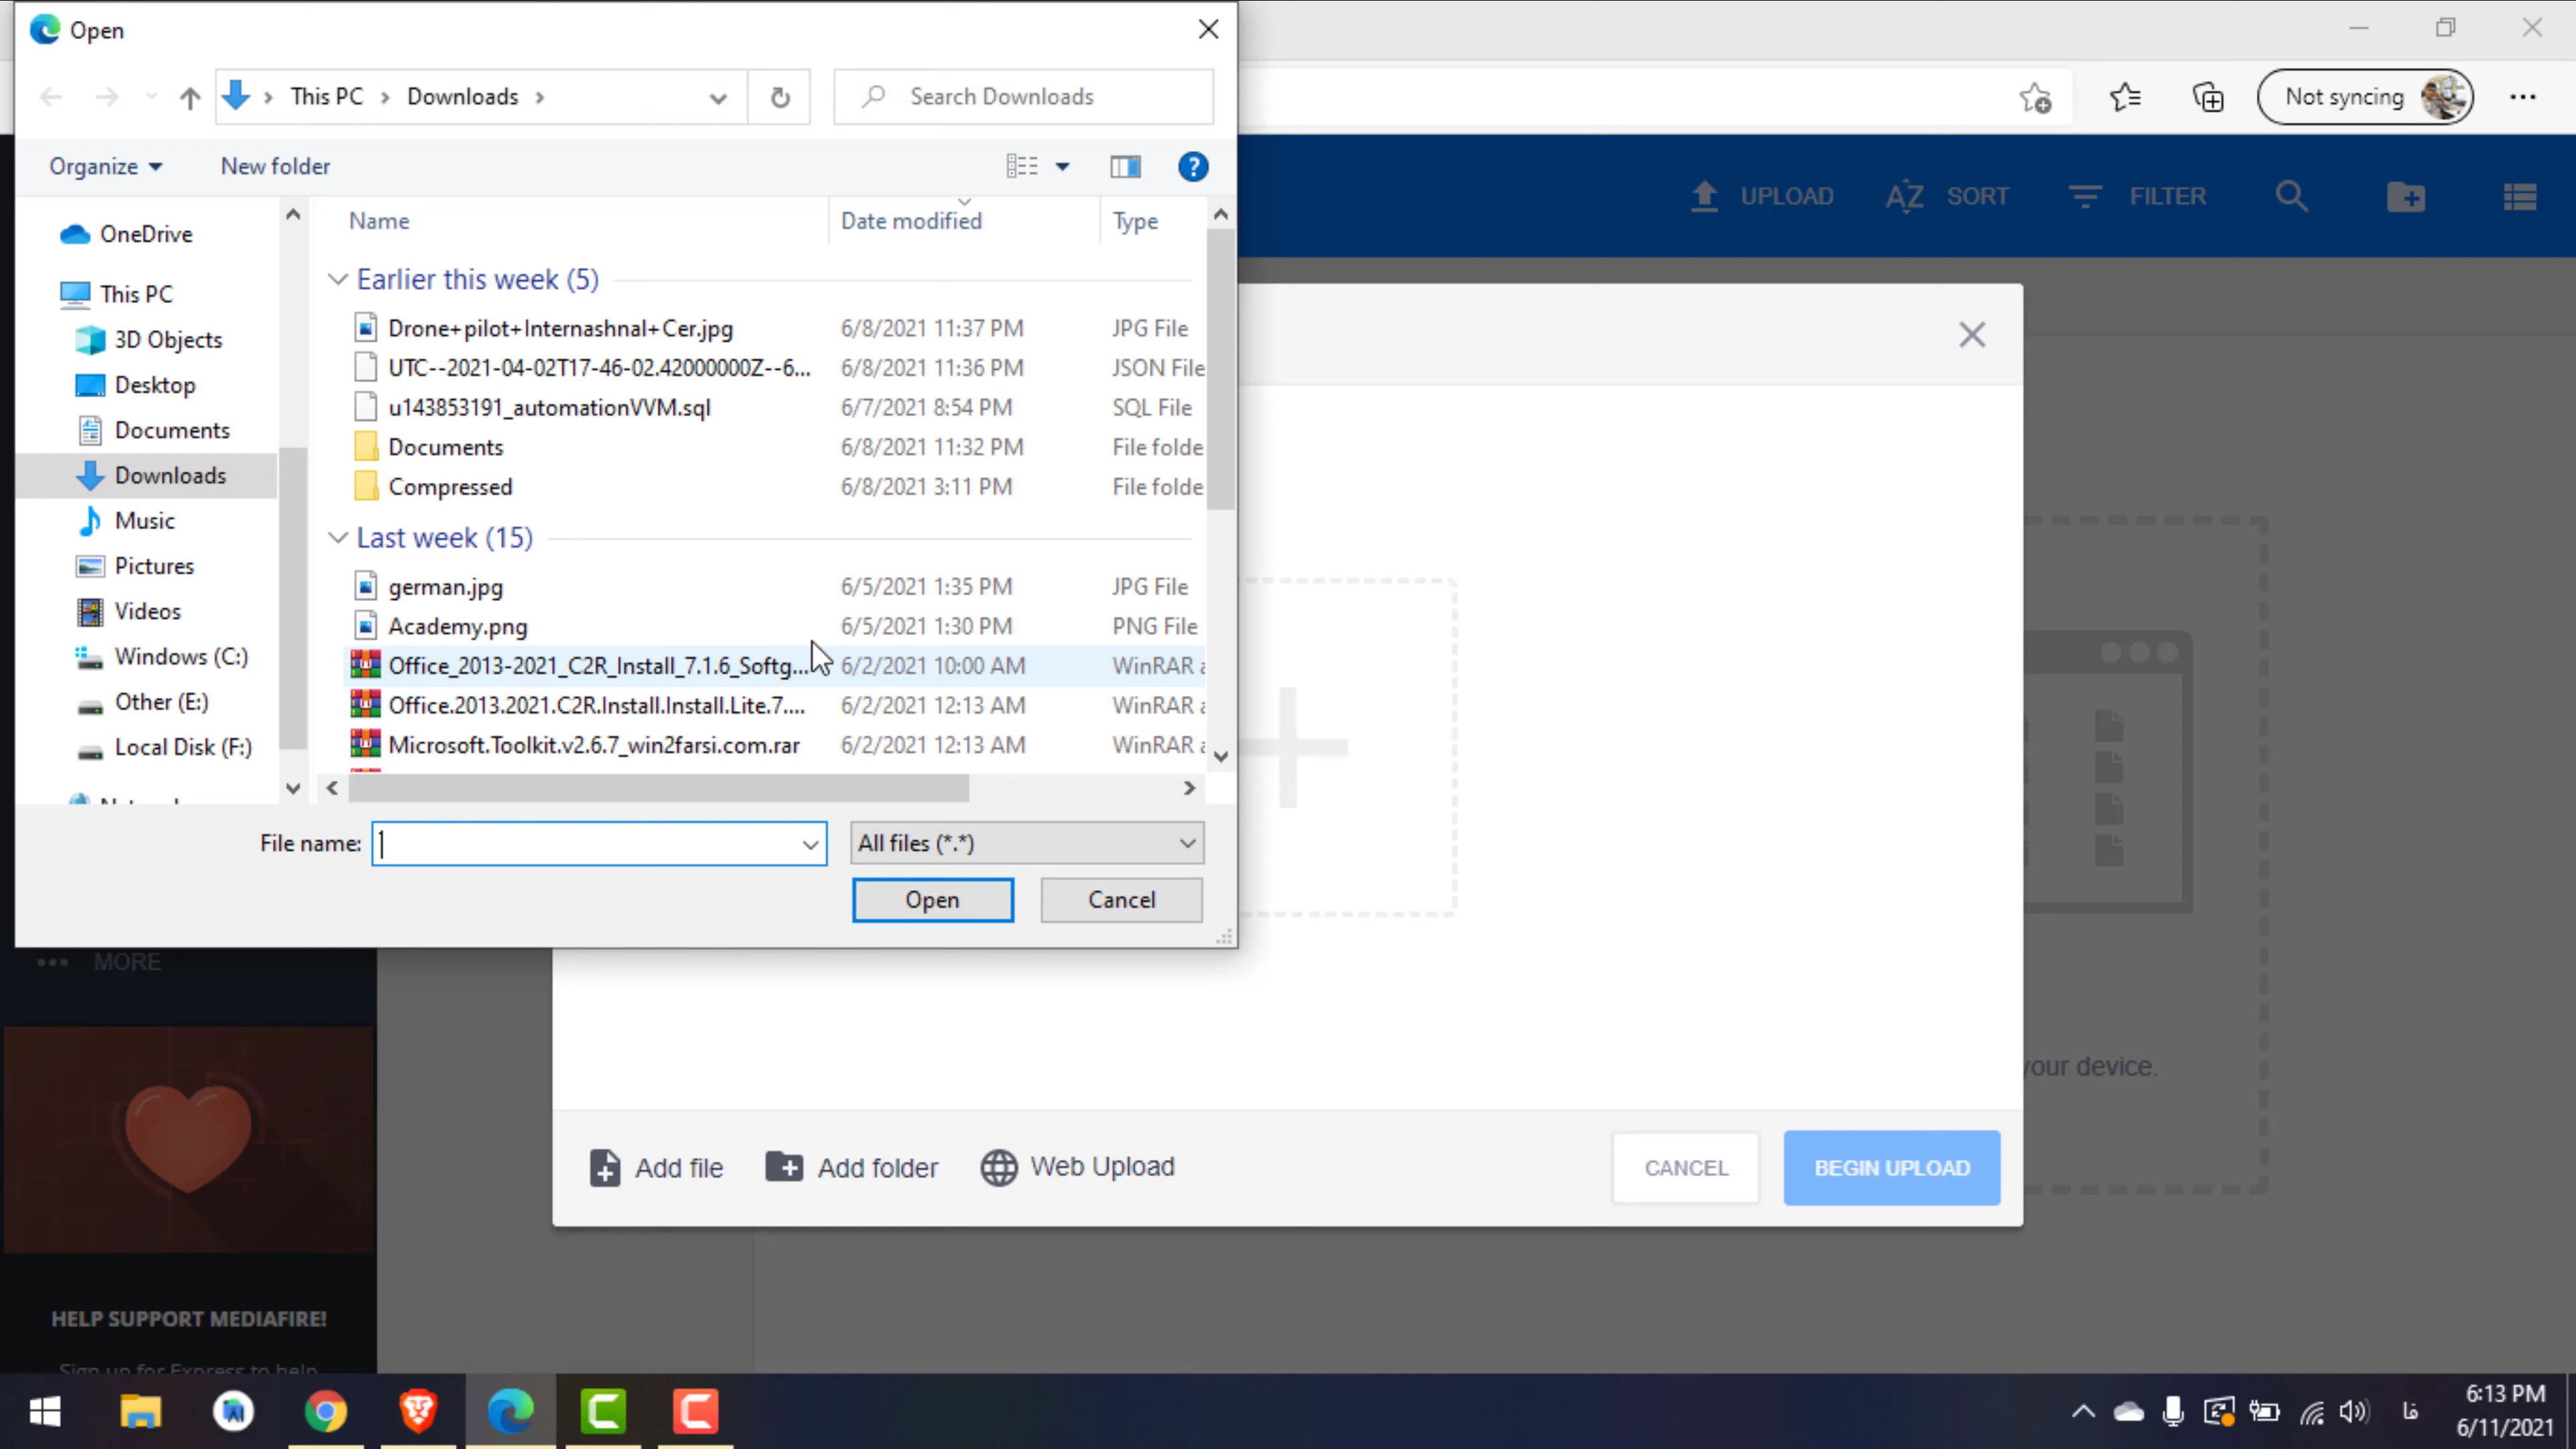 Open
This PC
Downloads
Search Downloads
Not syncing
Organize
New folder
UPLOAD
SORT
FILTER
OneDrive
This PC
3D Objects
Desktop
Documents
Downloads
Music
Pictures
Videos
Windows (C:)
Other (E:)
Local Disk (F:)
Name Date modified Type
Earlier this week (5)
Drone+pilot+Internashnal+Cer.jpg 6/8/2021 11:37 PM JPG File
UTC--2021-04-02T17-46-02.42000000Z--6... 6/8/2021 11:36 PM JSON File
u143853191_automationVVM.sql 6/7/2021 8:54 PM SQL File
Documents 6/8/2021 11:32 PM File folde
Compressed 6/8/2021 3:11 PM File folde
Last week (15)
german.jpg 6/5/2021 1:35 PM JPG File
Academy.png 6/5/2021 1:30 PM PNG File
Office_2013-2021_C2R_Install_7.1.6_Softg... 6/2/2021 10:00 AM WinRAR a
Office.2013.2021.C2R.Install.Install.Lite.7.... 6/2/2021 12:13 AM WinRAR a
Microsoft.Toolkit.v2.6.7_win2farsi.com.rar 6/2/2021 12:13 AM WinRAR a
File name:
All files (*.*)
Open
Cancel
MORE
your device.
Add file
Add folder
Web Upload
CANCEL
BEGIN UPLOAD
HELP SUPPORT MEDIAFIRE!
Sign up for Express to help
فا
6:13 PM
6/11/2021